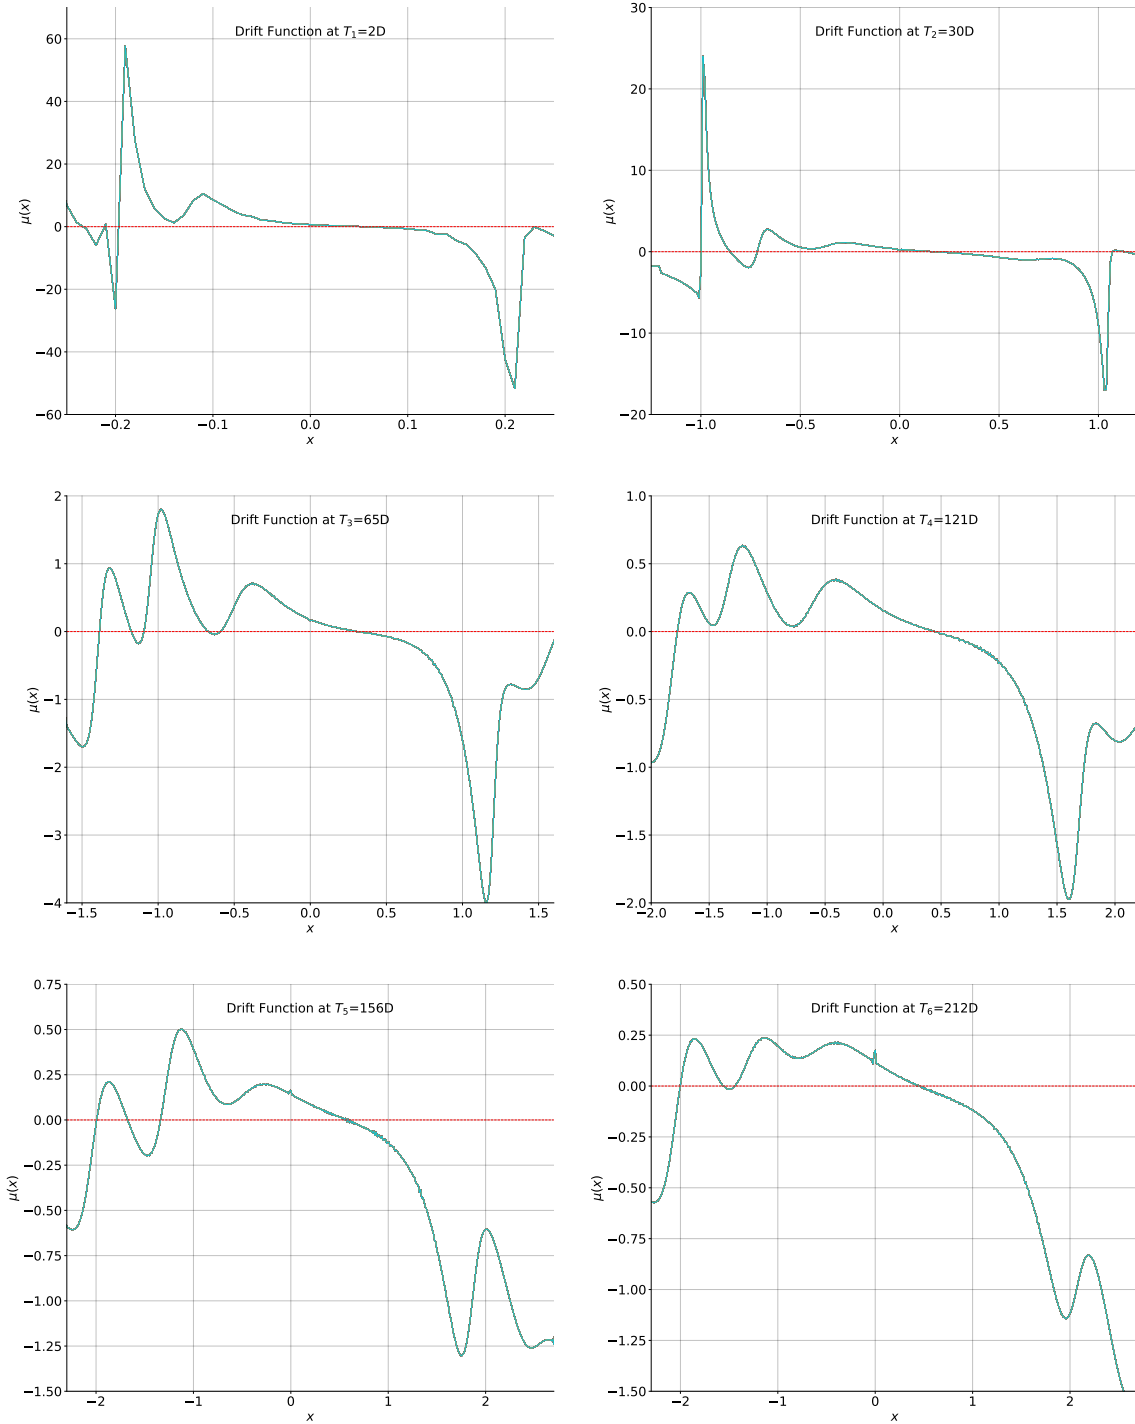 Drift Function at T₁=2D
60
40
20
0
−20
−40
−60
μ(x)
−0.2 −0.1 0.0 0.1 0.2
x
Drift Function at T₂=30D
30
20
10
0
−10
−20
μ(x)
−1.0 −0.5 0.0 0.5 1.0
x
Drift Function at T₃=65D
2
1
0
−1
−2
−3
−4
μ(x)
−1.5 −1.0 −0.5 0.0 0.5 1.0 1.5
x
Drift Function at T₄=121D
1.0
0.5
0.0
−0.5
−1.0
−1.5
−2.0
μ(x)
−2.0 −1.5 −1.0 −0.5 0.0 0.5 1.0 1.5 2.0
x
Drift Function at T₅=156D
0.75
0.50
0.25
0.00
−0.25
−0.50
−0.75
−1.00
−1.25
−1.50
μ(x)
−2 −1 0 1 2
x
Drift Function at T₆=212D
0.50
0.25
0.00
−0.25
−0.50
−0.75
−1.00
−1.25
−1.50
μ(x)
−2 −1 0 1 2
x